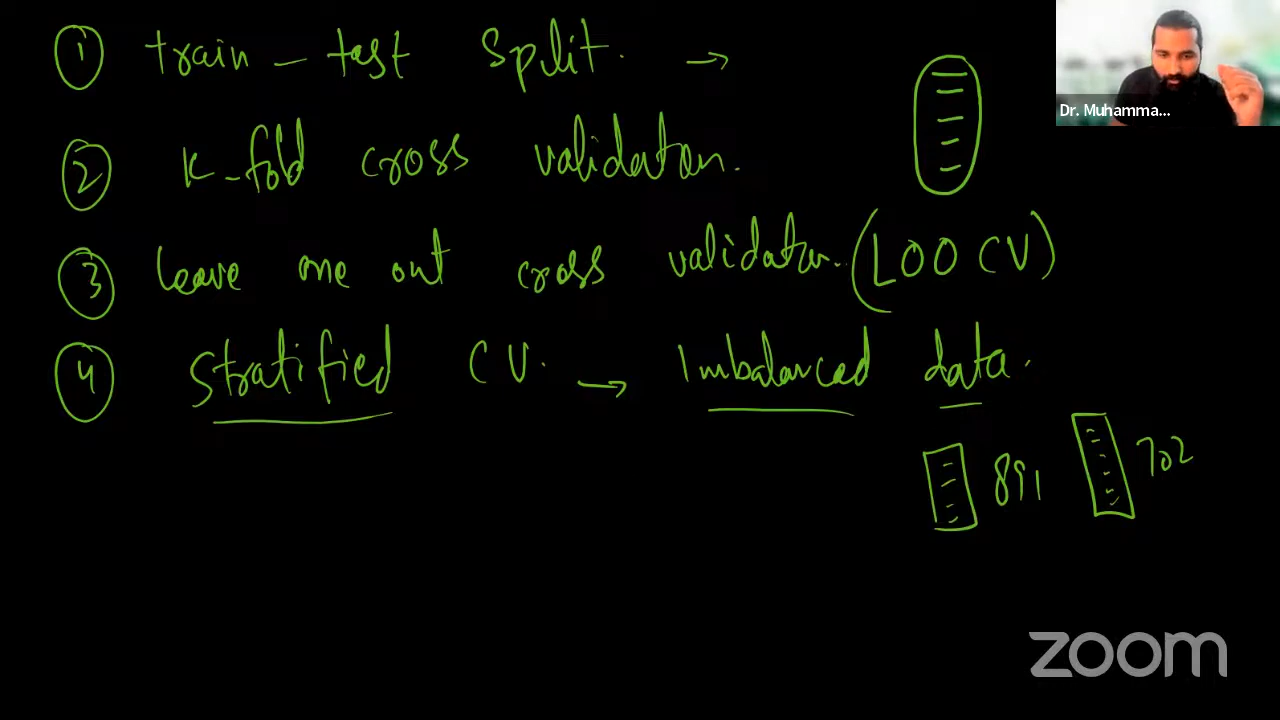 1 train - test split. →
Dr. Muhamma...
2 K-fold cross validation.
3 leave one out cross validation. (LOOCV)
4 Stratified CV. → Imbalanced data.
891 702
zoom